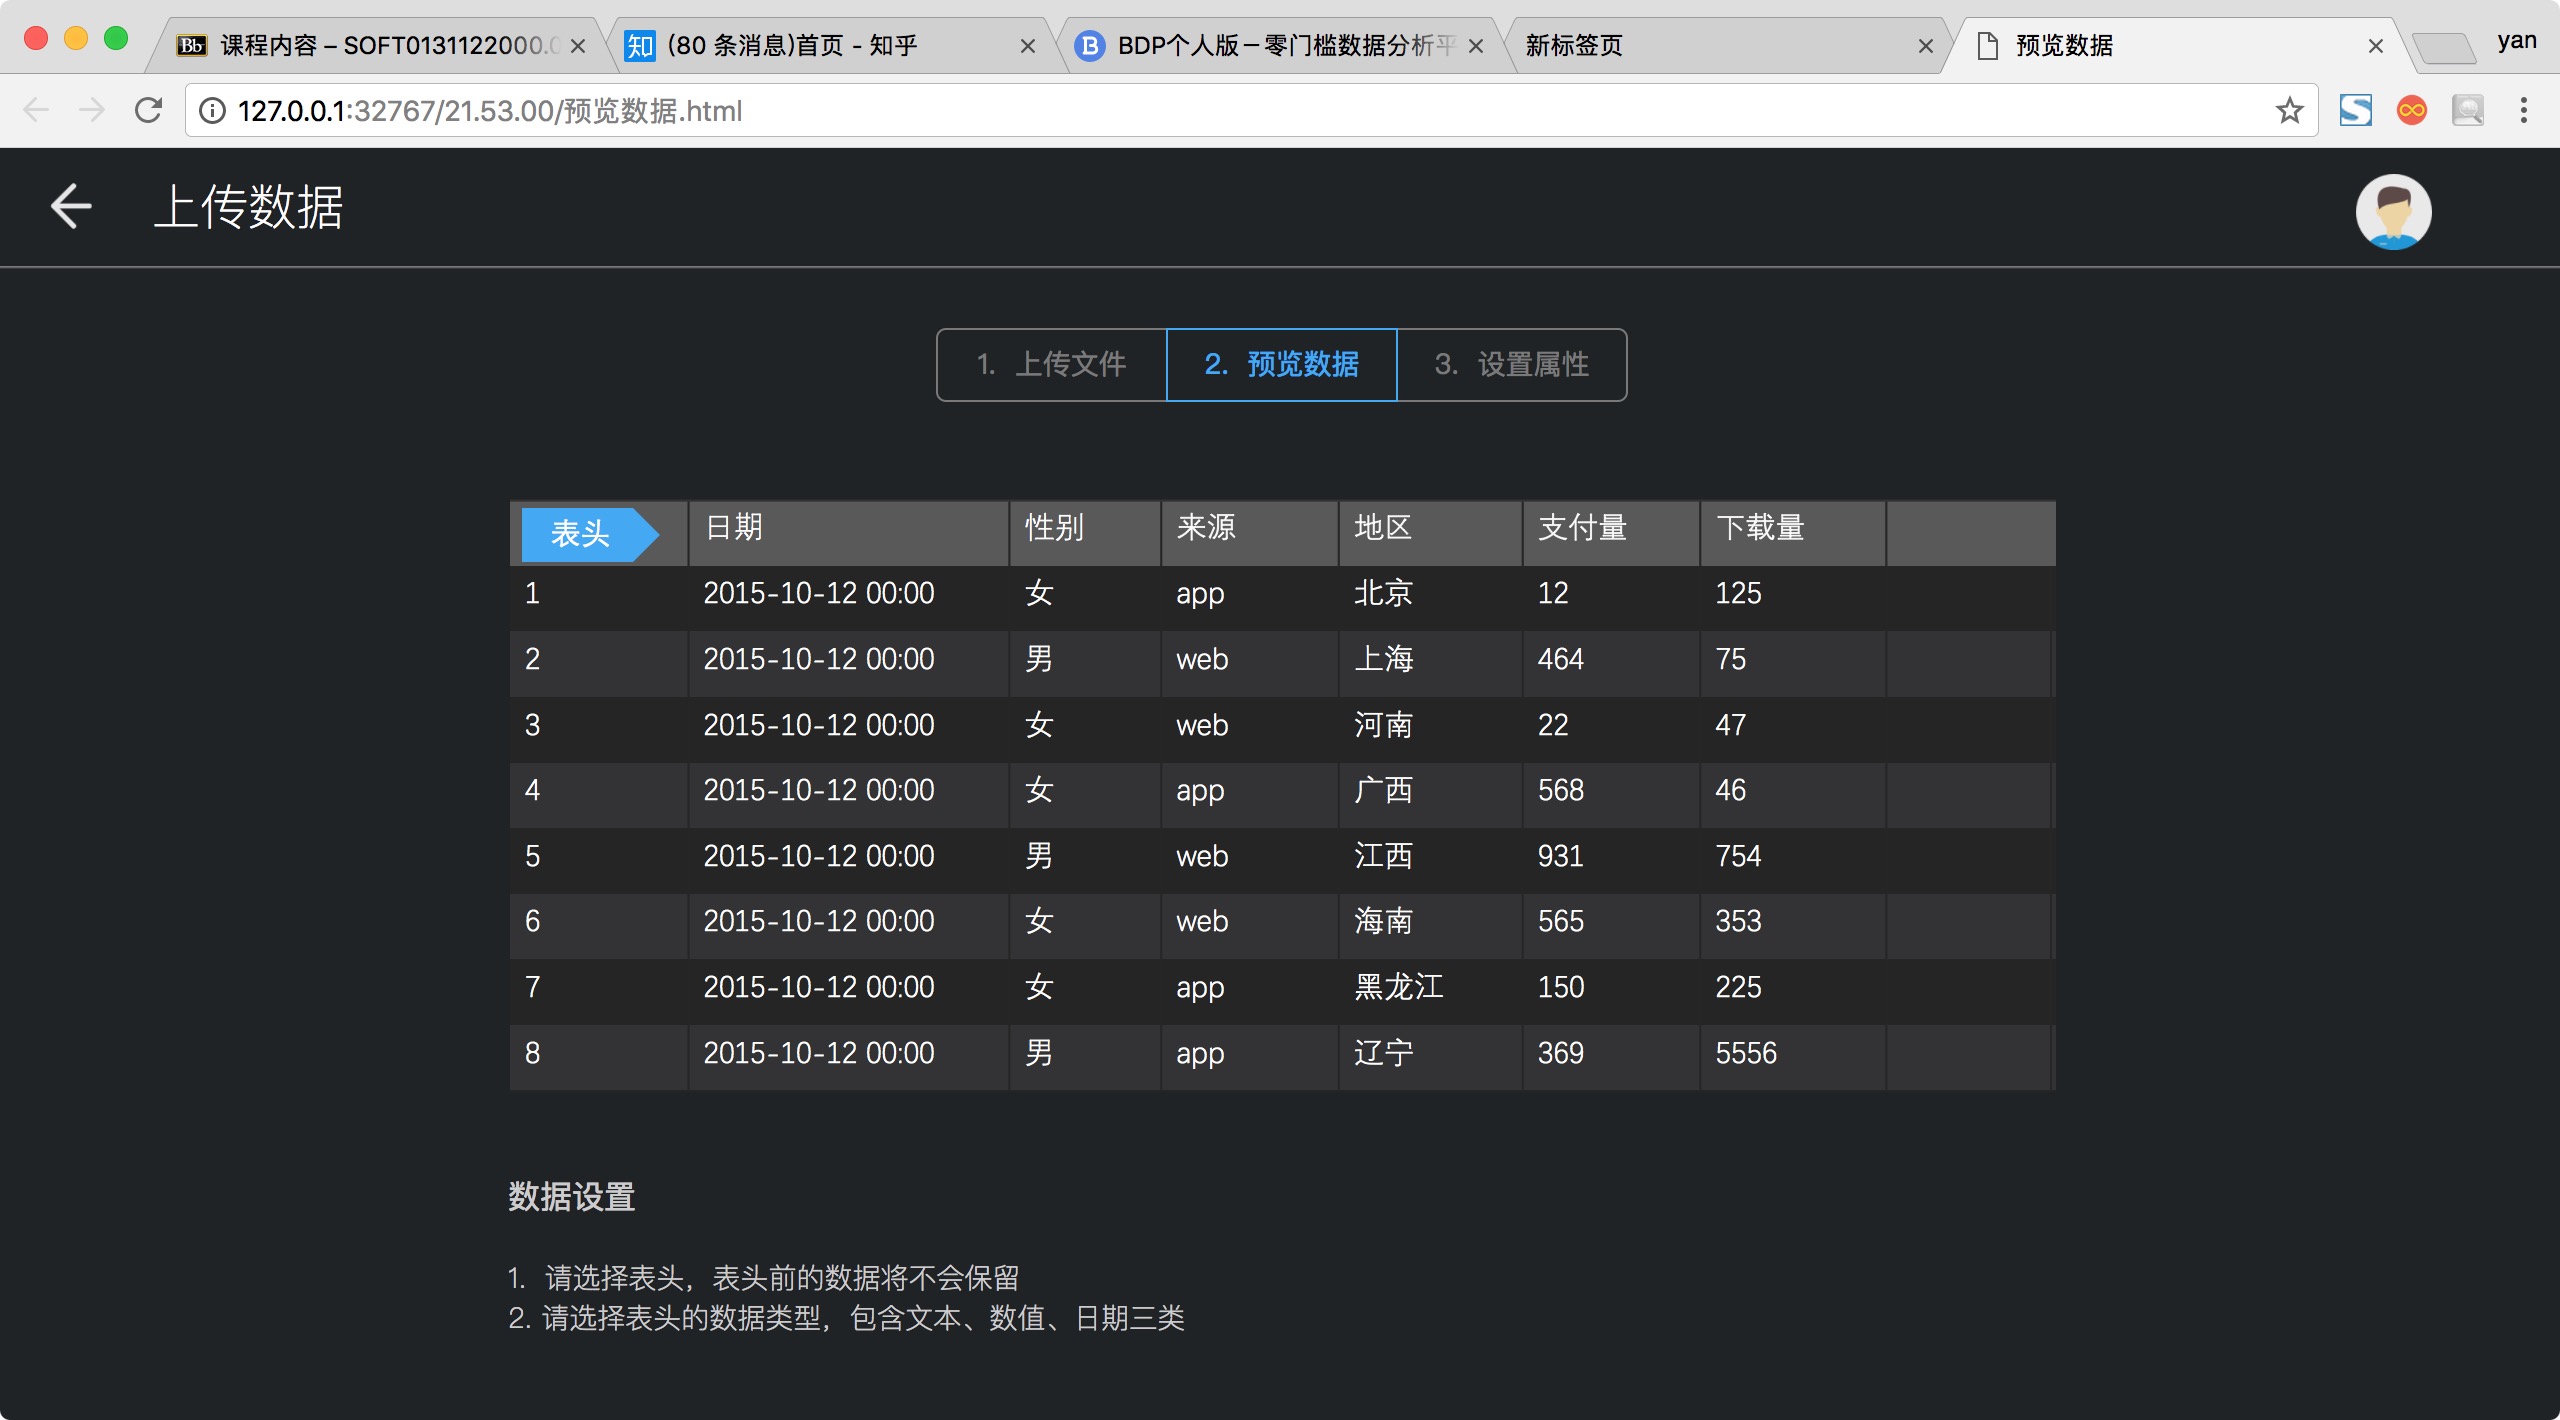 课程内容 – SOFT0131122000.0
(80 条消息)首页 - 知乎
BDP个人版－零门槛数据分析平
新标签页
预览数据
yan
127.0.0.1:32767/21.53.00/预览数据.html
上传数据
1. 上传文件 2. 预览数据 3. 设置属性
表头 日期 性别 来源 地区 支付量 下载量
1 2015-10-12 00:00 女 app 北京 12 125
2 2015-10-12 00:00 男 web 上海 464 75
3 2015-10-12 00:00 女 web 河南 22 47
4 2015-10-12 00:00 女 app 广西 568 46
5 2015-10-12 00:00 男 web 江西 931 754
6 2015-10-12 00:00 女 web 海南 565 353
7 2015-10-12 00:00 女 app 黑龙江 150 225
8 2015-10-12 00:00 男 app 辽宁 369 5556
数据设置
1. 请选择表头，表头前的数据将不会保留
2. 请选择表头的数据类型，包含文本、数值、日期三类